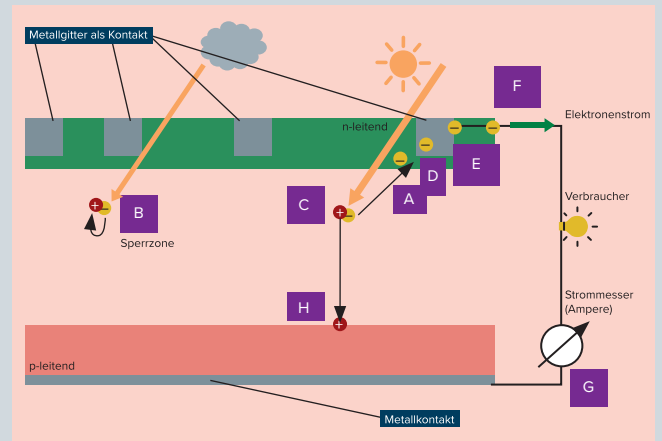 Metallgitter als Kontakt
F
Elektronenstrom
n-leitend
E
D
A
C
B
Verbraucher
Sperrzone
H
Strommesser
(Ampere)
p-leitend
G
Metallkontakt